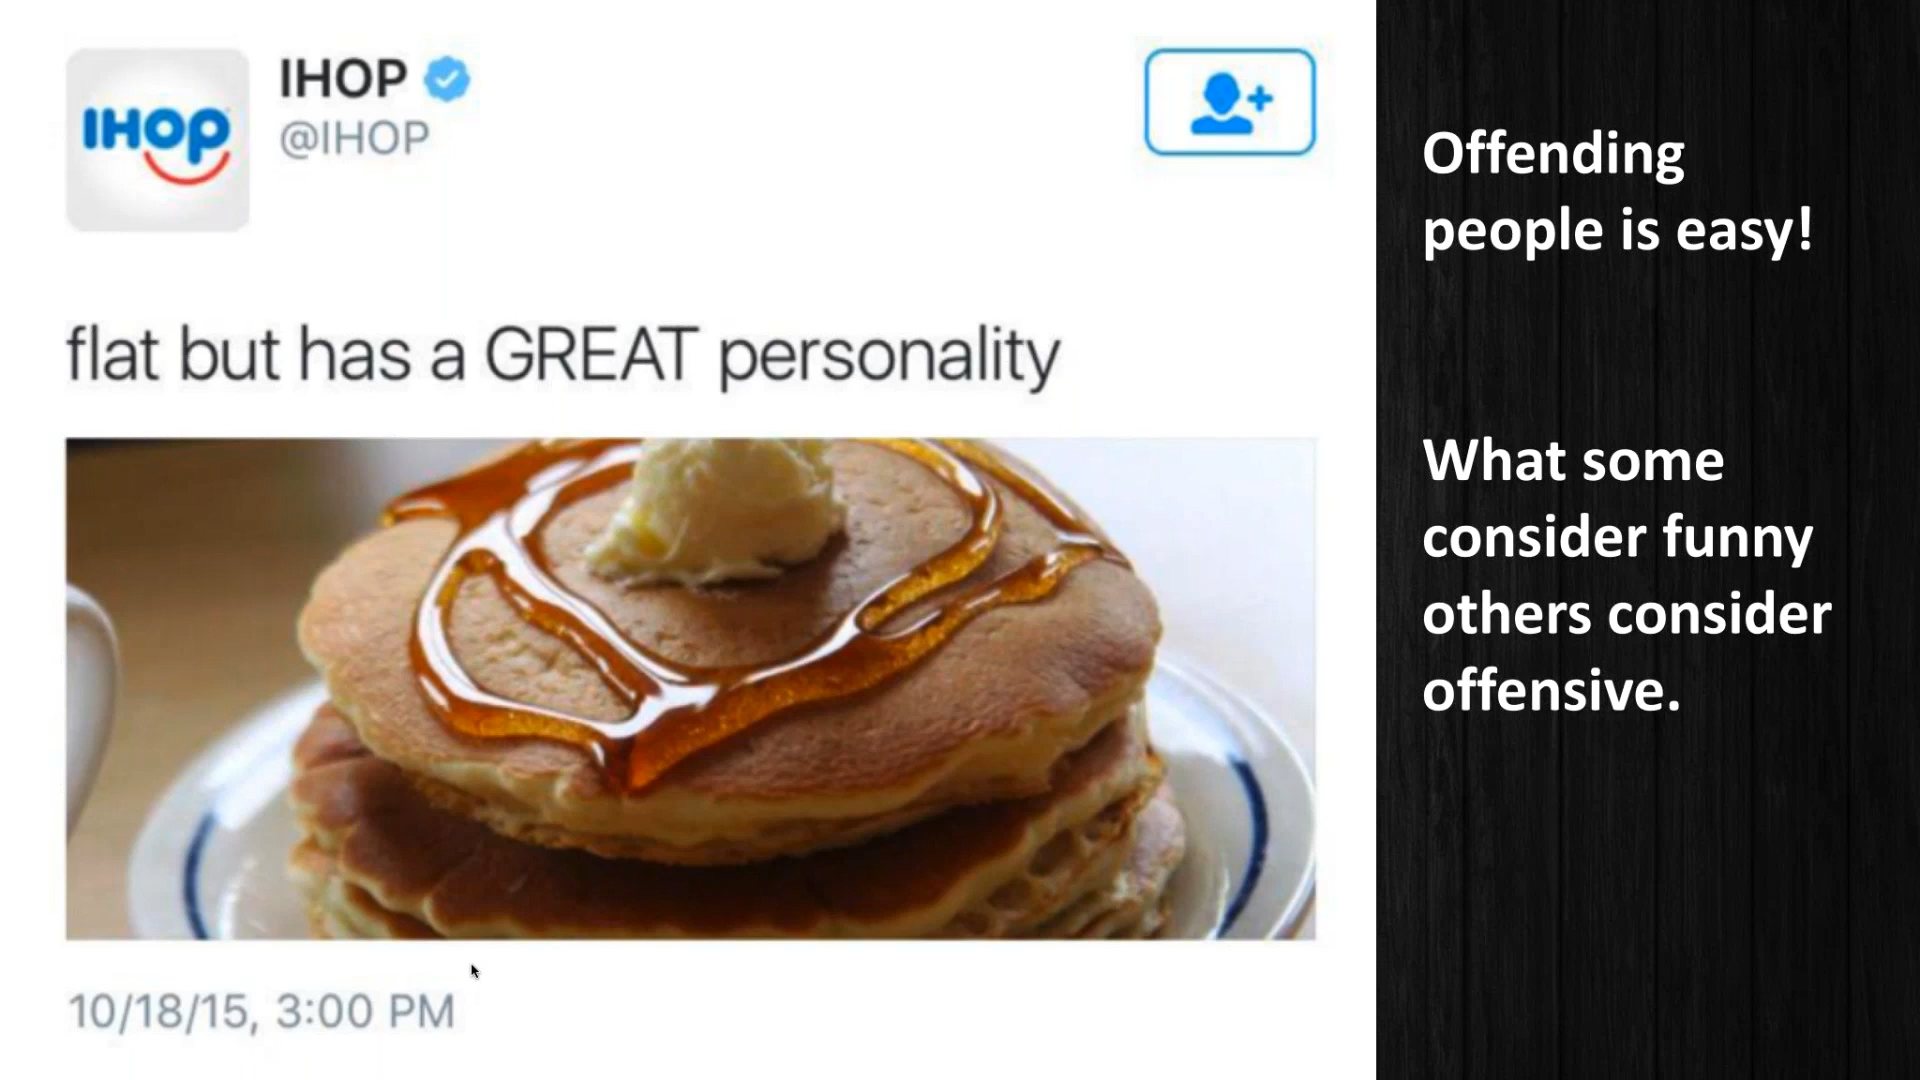 IHOP
IHOP
@IHOP
flat but has a GREAT personality
10/18/15, 3:00 PM
Offending
people is easy!
What some
consider funny
others consider
offensive.